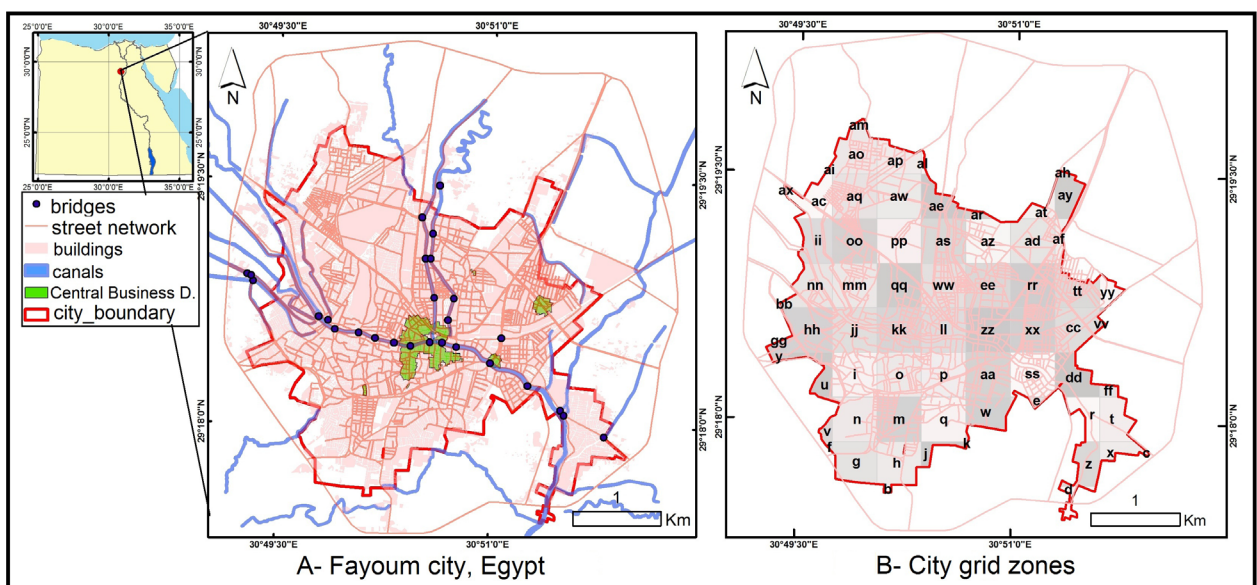 25°0'0"E 30°0'0"E 35°0'0"E
30°0'0"N
25°0'0"N
25°0'0"E 30°0'0"E 35°0'0"E
30°0'0"N
25°0'0"N
bridges
street network
buildings
canals
Central Business D.
city_boundary
30°49'30"E 30°51'0"E
N
29°19'30"N
29°18'0"N
1
Km
30°49'30"E 30°51'0"E
A- Fayoum city, Egypt
30°49'30"E 30°51'0"E
N
29°19'30"N
29°18'0"N
29°19'30"N
29°18'0"N
am
ao ap al
ai ah
ax ac aq aw ae ar at ay
ii oo pp as az ad af
nn mm qq ww ee rr tt yy
bb
hh jj kk ll zz xx cc vv
gg
y
u i o p aa ss dd
ff
e
n m q w r t
v
f k
g h j z x c
b d
1
Km
30°49'30"E 30°51'0"E
B- City grid zones